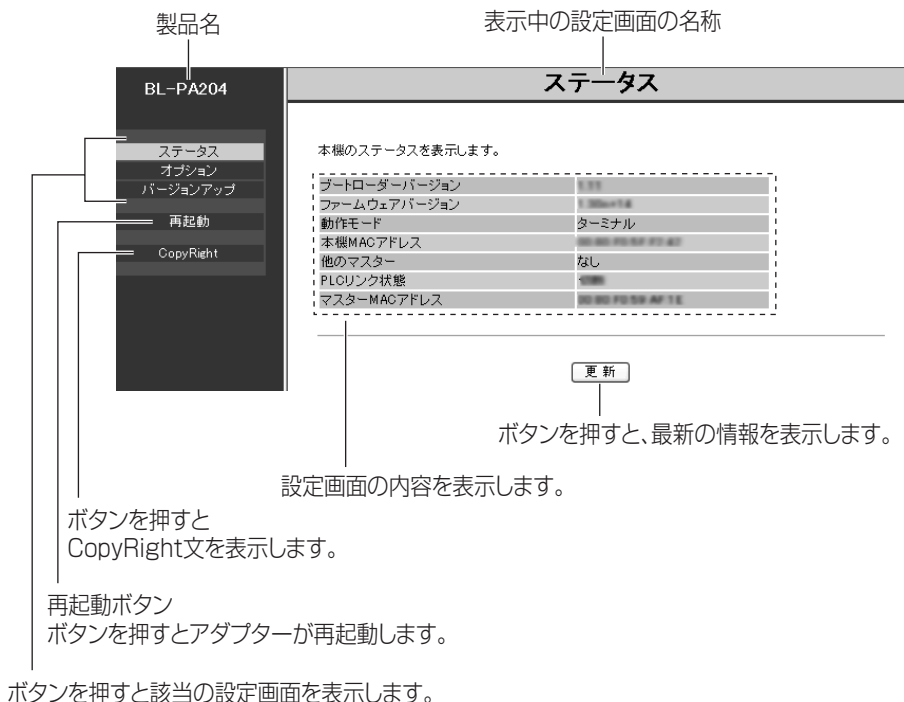 製品名
表示中の設定画面の名称
BL-PA204
ステータス
ステータス
オプション
バージョンアップ
再起動
CopyRight
本機のステータスを表示します。
ブートローダーバージョン
ファームウェアバージョン
動作モード ターミナル
本機MACアドレス
他のマスター なし
PLCリンク状態
マスターMACアドレス
更新
ボタンを押すと、最新の情報を表示します。
設定画面の内容を表示します。
ボタンを押すと
CopyRight文を表示します。
再起動ボタン
ボタンを押すとアダプターが再起動します。
ボタンを押すと該当の設定画面を表示します。